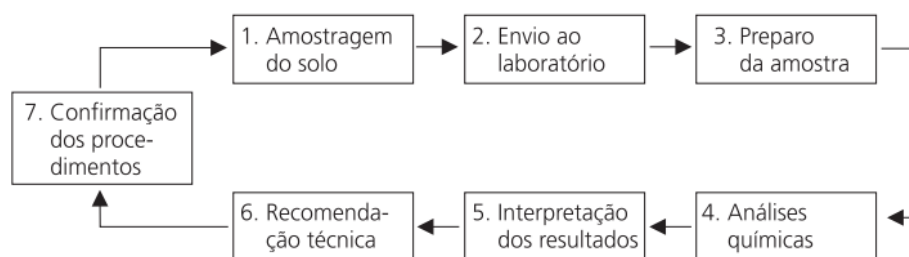 1. Amostragem
do solo
2. Envio ao
laboratório
3. Preparo
da amostra
4. Análises
químicas
5. Interpretação
dos resultados
6. Recomenda-
ção técnica
7. Confirmação
dos proce-
dimentos